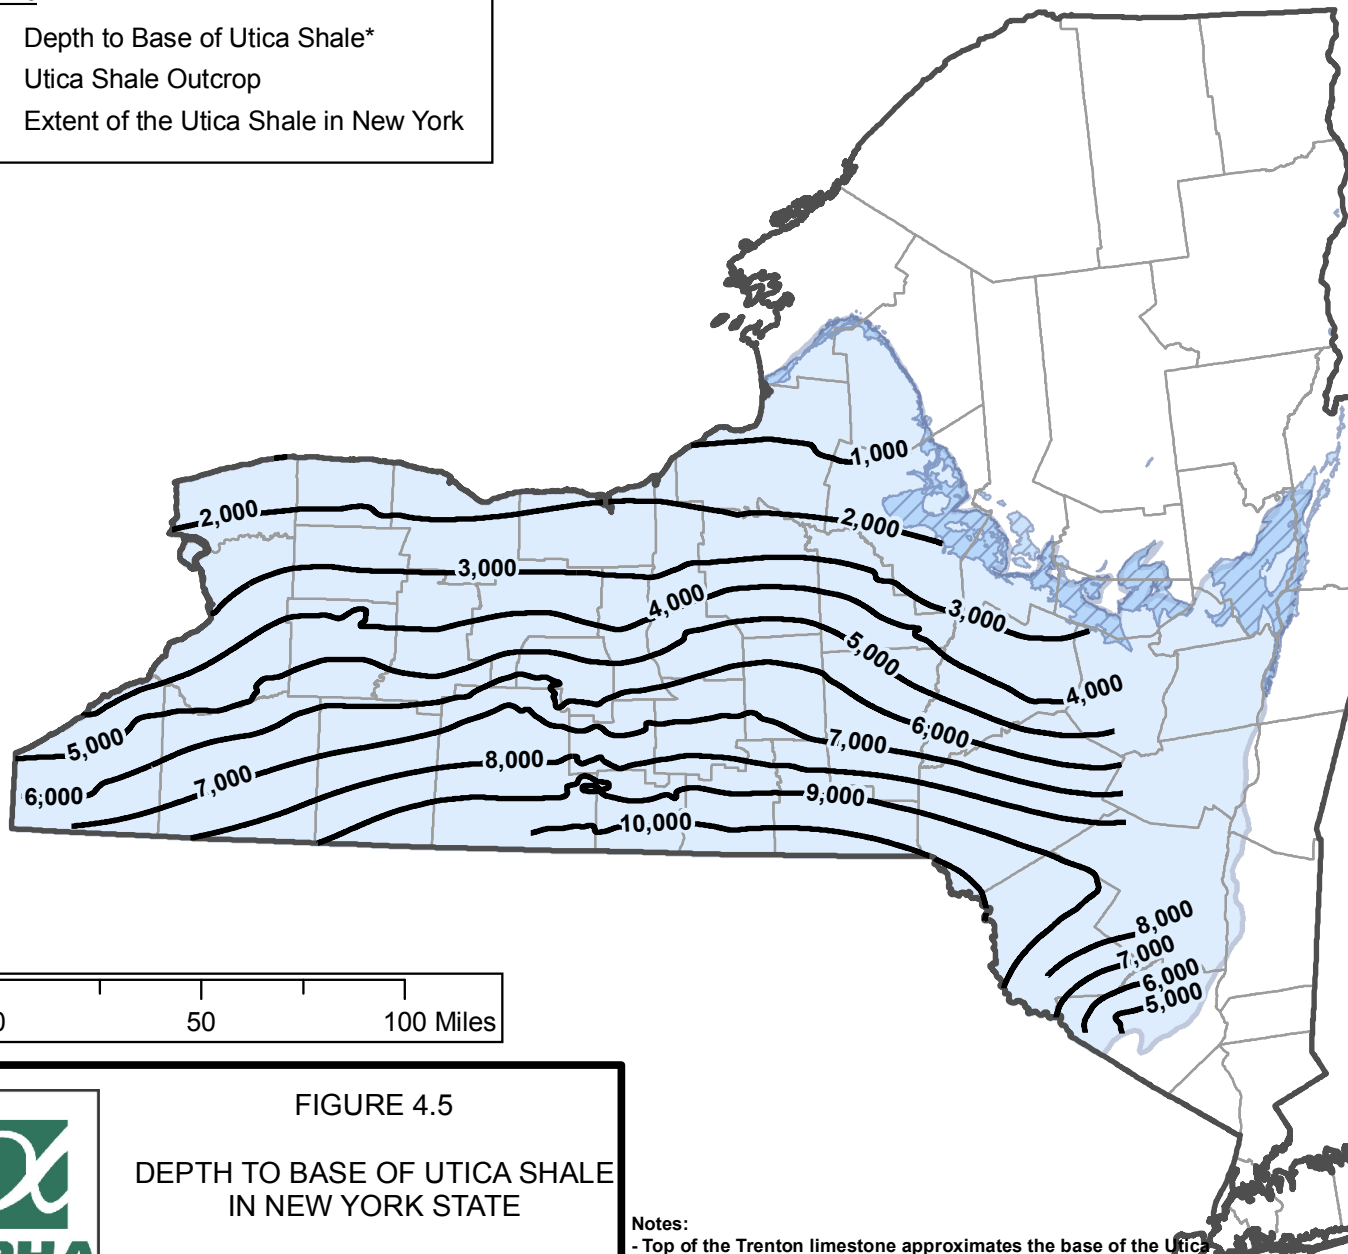 Depth to Base of Utica Shale*
Utica Shale Outcrop
Extent of the Utica Shale in New York
1,000
2,000
2,000
3,000
4,000
3,000
5,000
4,000
5,000
6,000
7,000
8,000
7,000
6,000
9,000
10,000
8,000
7,000
6,000
5,000
0
50
100 Miles
FIGURE 4.5
DEPTH TO BASE OF UTICA SHALE
IN NEW YORK STATE
Notes:
- Top of the Trenton limestone approximates the base of the Utica